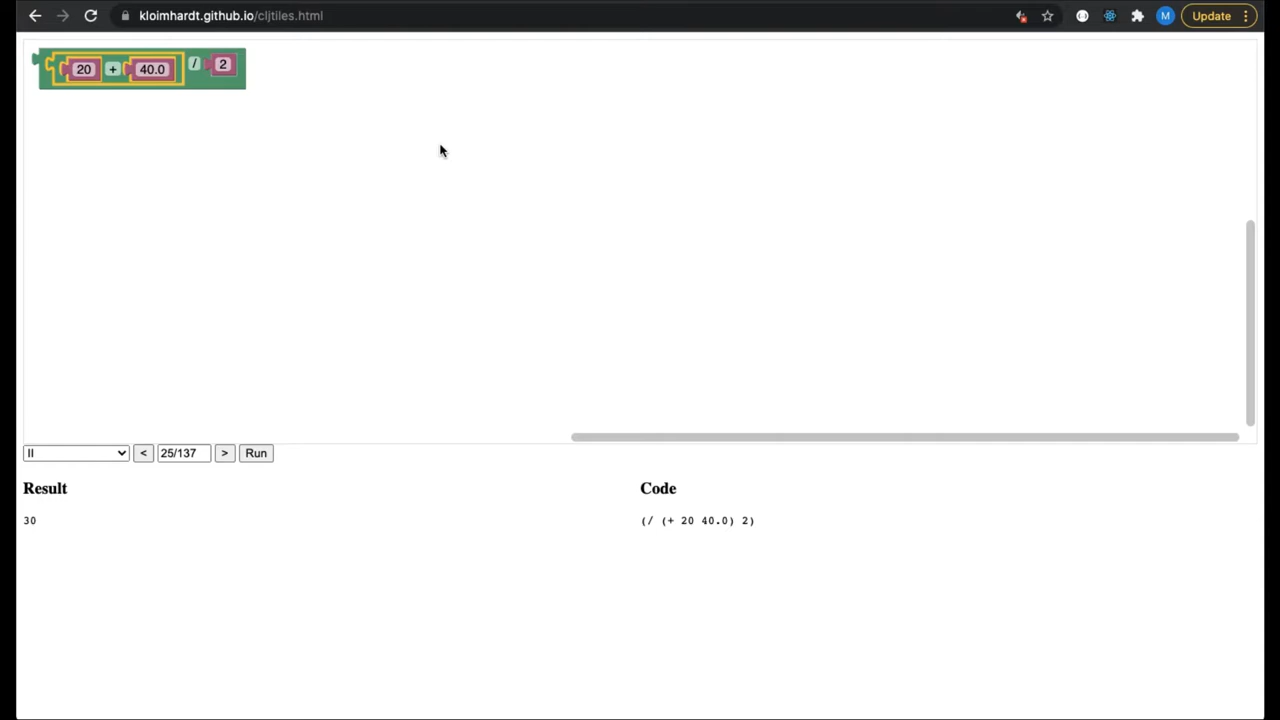 kloimhardt.github.io/cljtiles.html
M
Update
20 + 40.0 / 2
II
<
25/137
>
Run
Result
Code
30
(/ (+ 20 40.0) 2)